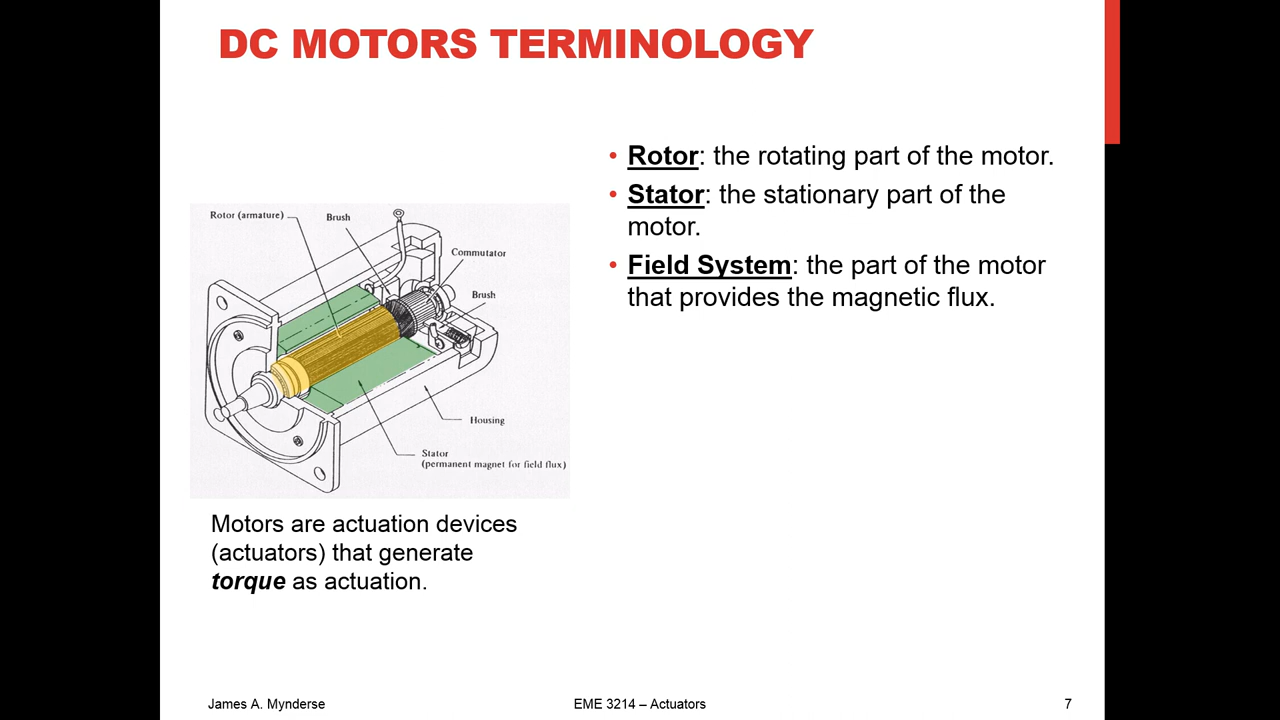 DC MOTORS TERMINOLOGY
• Rotor: the rotating part of the motor.
• Stator: the stationary part of the
motor.
• Field System: the part of the motor
that provides the magnetic flux.
Rotor (armature)
Brush
Commutator
Brush
Housing
Stator
(permanent magnet for field flux)
Motors are actuation devices
(actuators) that generate
torque as actuation.
James A. Mynderse
EME 3214 – Actuators
7